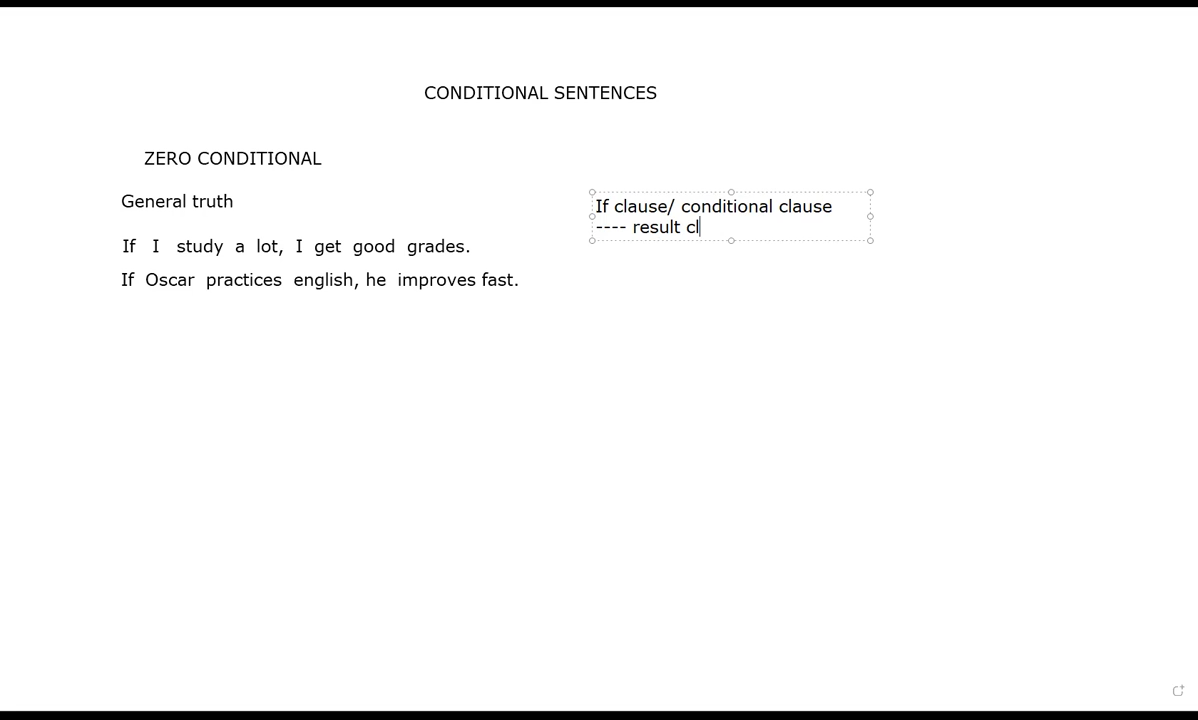 CONDITIONAL SENTENCES
ZERO CONDITIONAL
General truth
If clause/ conditional clause
---- result cl
If I study a lot, I get good grades.
If Oscar practices english, he improves fast.